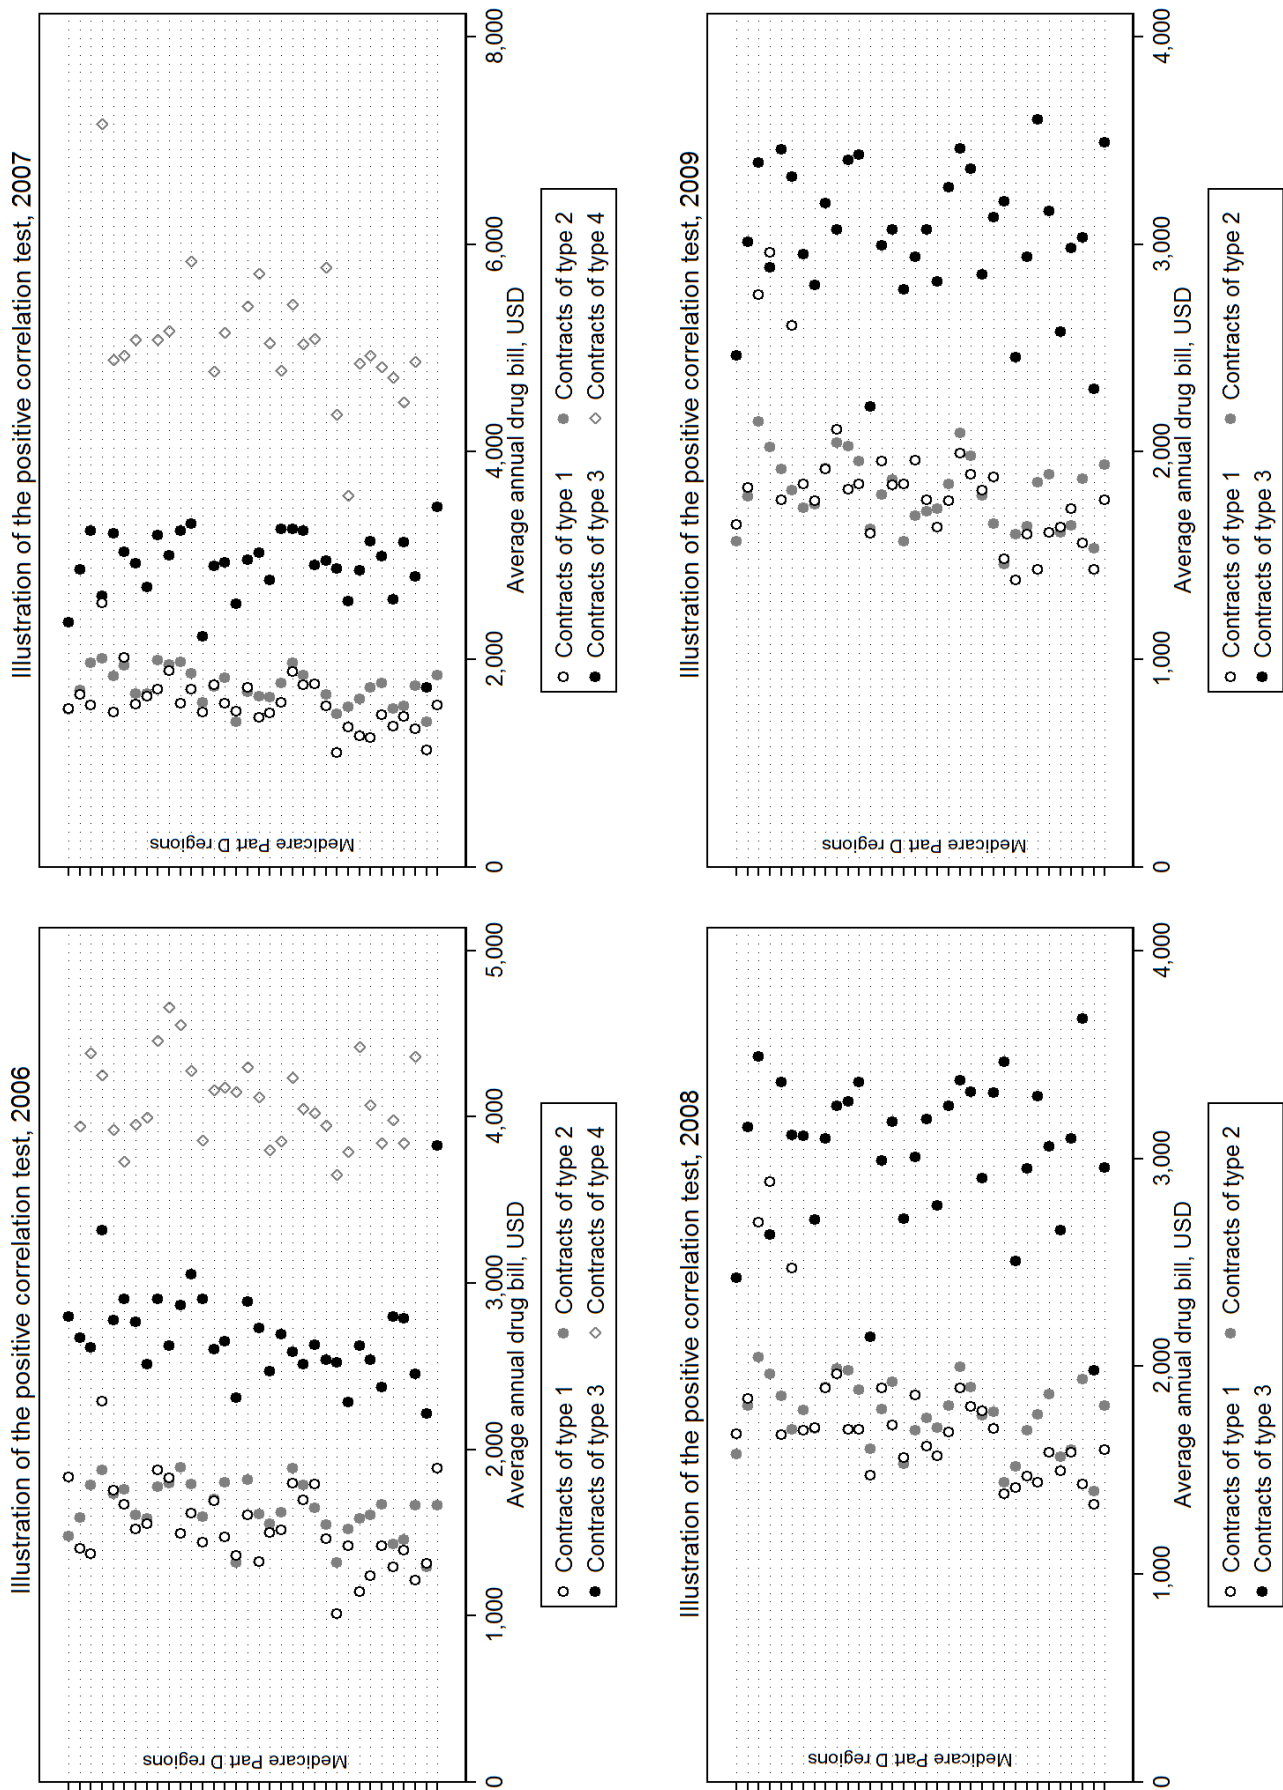 Illustration of the positive correlation test, 2006
Medicare Part D regions
0 1,000 2,000 3,000 4,000 5,000
Average annual drug bill, USD
Contracts of type 1 Contracts of type 2
Contracts of type 3 Contracts of type 4
Illustration of the positive correlation test, 2007
Medicare Part D regions
0 2,000 4,000 6,000 8,000
Average annual drug bill, USD
Contracts of type 1 Contracts of type 2
Contracts of type 3 Contracts of type 4
Illustration of the positive correlation test, 2008
Medicare Part D regions
0 1,000 2,000 3,000 4,000
Average annual drug bill, USD
Contracts of type 1 Contracts of type 2
Contracts of type 3
Illustration of the positive correlation test, 2009
Medicare Part D regions
0 1,000 2,000 3,000 4,000
Average annual drug bill, USD
Contracts of type 1 Contracts of type 2
Contracts of type 3